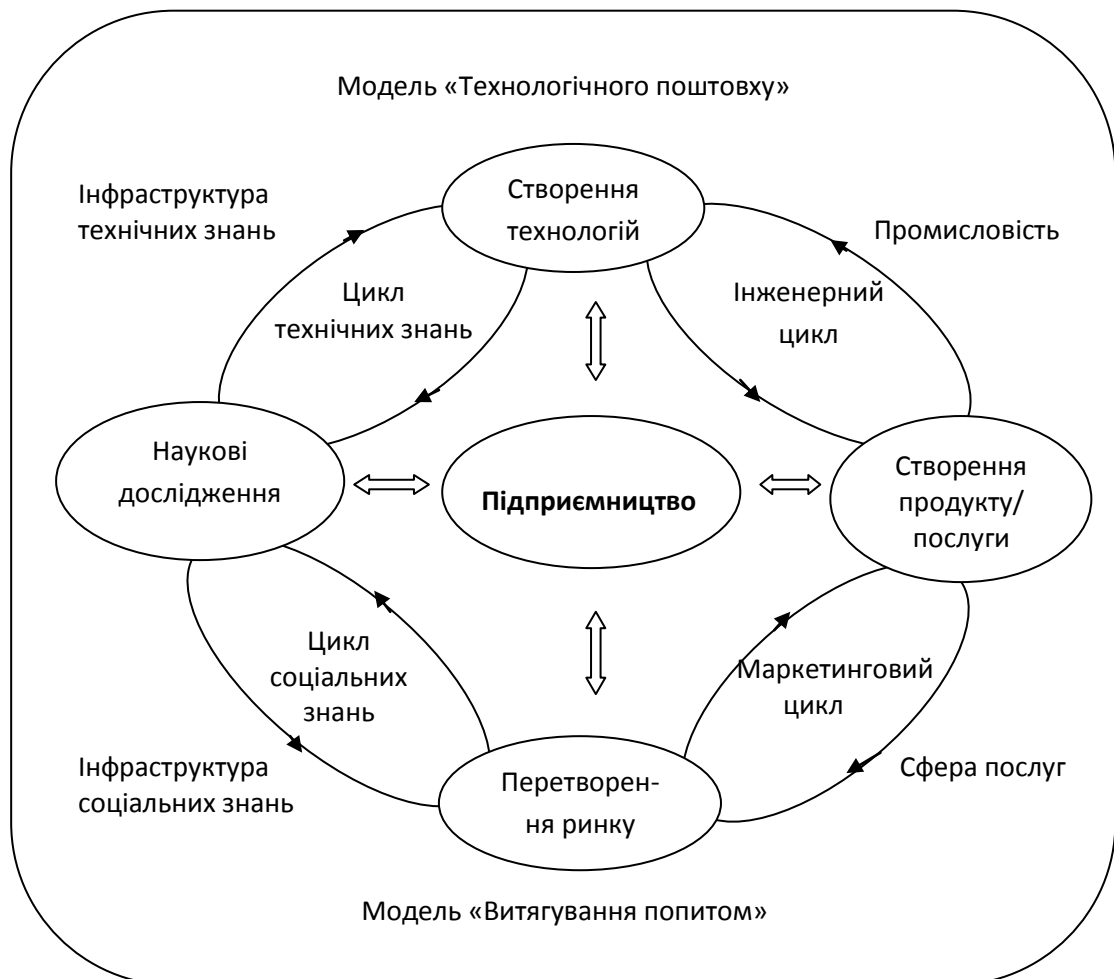 Модель «Технологічного поштовху»
Інфраструктура
технічних знань
Створення
технологій
Промисловість
Цикл
технічних знань
Інженерний
цикл
Наукові
дослідження
Підприємництво
Створення
продукту/
послуги
Цикл
соціальних
знань
Маркетинговий
цикл
Інфраструктура
соціальних знань
Перетворен-
ня ринку
Сфера послуг
Модель «Витягування попитом»